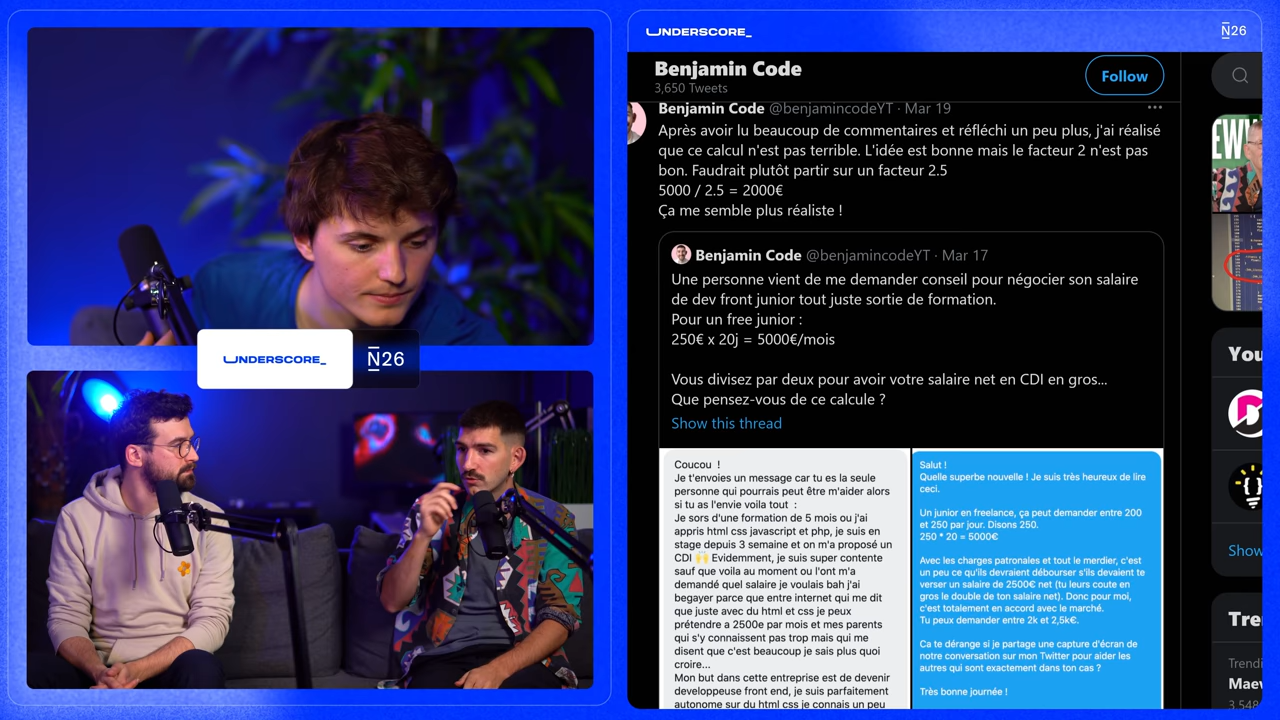 UNDERSCORE_
N26
UNDERSCORE_
N26
Benjamin Code
3,650 Tweets
Follow
Benjamin Code @benjamincodeYT · Mar 19
Après avoir lu beaucoup de commentaires et réfléchi un peu plus, j'ai réalisé
que ce calcul n'est pas terrible. L'idée est bonne mais le facteur 2 n'est pas
bon. Faudrait plutôt partir sur un facteur 2.5
5000 / 2.5 = 2000€
Ça me semble plus réaliste !
Benjamin Code @benjamincodeYT · Mar 17
Une personne vient de me demander conseil pour négocier son salaire
de dev front junior tout juste sortie de formation.
Pour un free junior :
250€ x 20j = 5000€/mois
Vous divisez par deux pour avoir votre salaire net en CDI en gros...
Que pensez-vous de ce calcule ?
Show this thread
Coucou !
Je t'envoies un message car tu es la seule
personne qui pourrais peut être m'aider alors
si tu as l'envie voila tout :
Je sors d'une formation de 5 mois ou j'ai
appris html css javascript et php, je suis en
stage depuis 3 semaine et on m'a proposé un
CDI 🙌 Evidemment, je suis super contente
sauf que voila au moment ou l'ont m'a
demandé quel salaire je voulais bah j'ai
begayer parce que entre internet qui me dit
que juste avec du html et css je peux
prétendre a 2500e par mois et mes parents
qui s'y connaissent pas trop mais qui me
disent que c'est beaucoup je sais plus quoi
croire...
Mon but dans cette entreprise est de devenir
developpeuse front end, je suis parfaitement
autonome sur du html css je connais un peu
Salut !
Quelle superbe nouvelle ! Je suis très heureux de lire
ceci.
Un junior en freelance, ça peut demander entre 200
et 250 par jour. Disons 250.
250 * 20 = 5000€
Avec les charges patronales et tout le merdier, c'est
un peu ce qu'ils devraient débourser s'ils devaient te
verser un salaire de 2500€ net (tu leurs coute en
gros le double de ton salaire net). Donc pour moi,
c'est totalement en accord avec le marché.
Tu peux demander entre 2k et 2,5k€.
Ca te dérange si je partage une capture d'écran de
notre conversation sur mon Twitter pour aider les
autres qui sont exactement dans ton cas ?
Très bonne journée !
EW
You
Show
Tre
Trendi
Maev
3,548